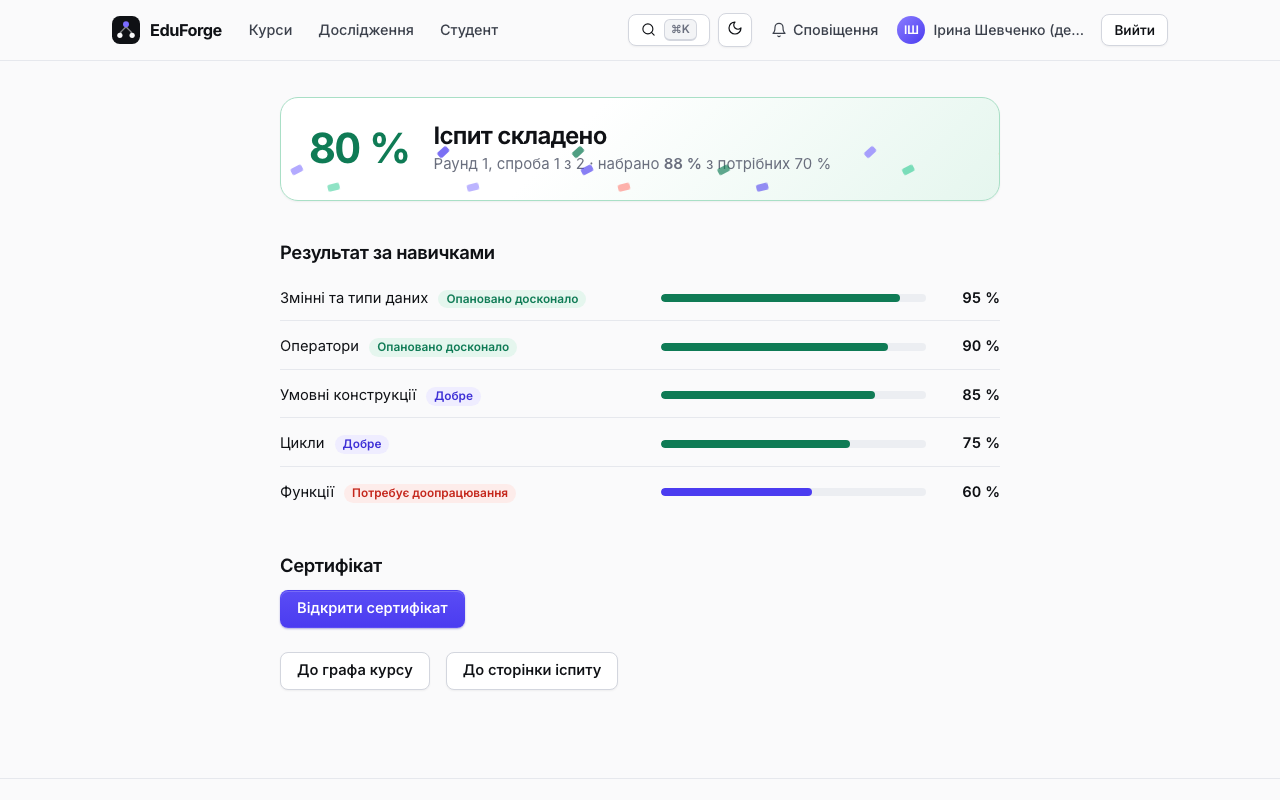 EduForge Курси Дослідження Студент ⌘K Сповіщення ІШ Ірина Шевченко (де... Вийти
80 % Іспит складено
Раунд 1, спроба 1 з 2 · набрано 88 % з потрібних 70 %
Результат за навичками
Змінні та типи даних Опановано досконало 95 %
Оператори Опановано досконало 90 %
Умовні конструкції Добре 85 %
Цикли Добре 75 %
Функції Потребує доопрацювання 60 %
Сертифікат
Відкрити сертифікат
До графа курсу До сторінки іспиту